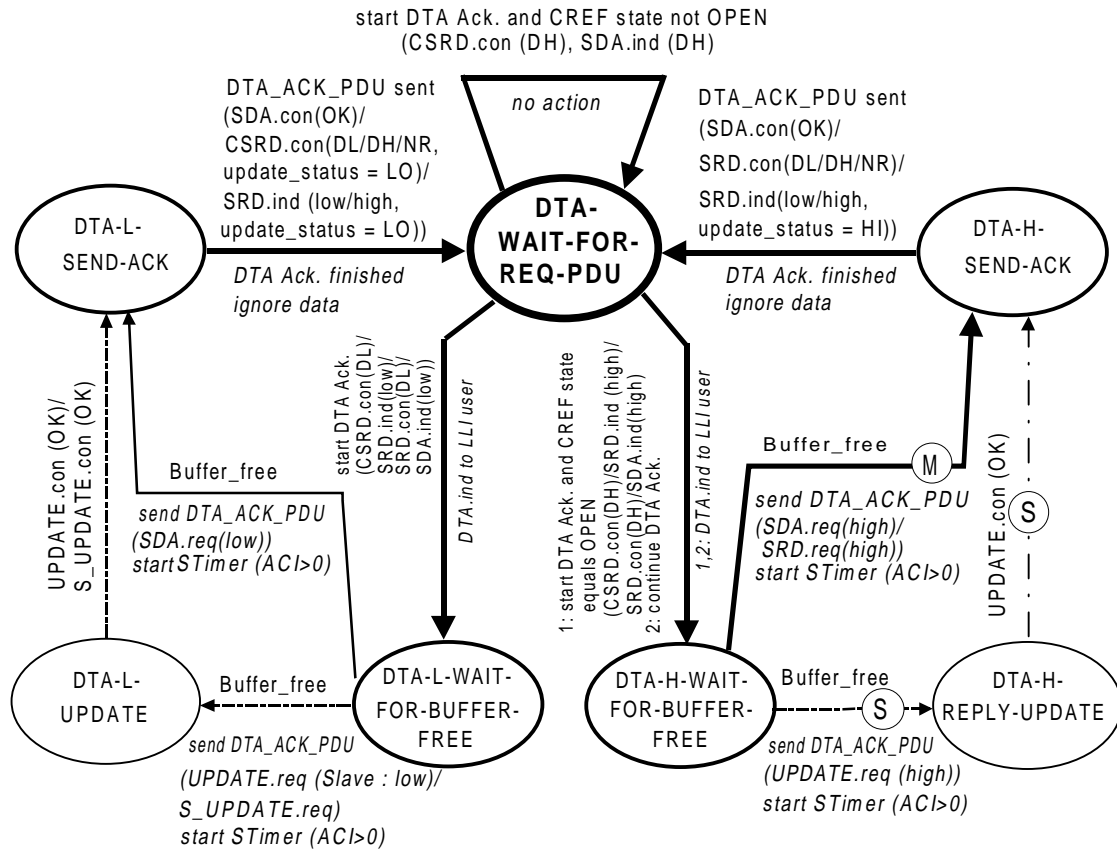 start DTA Ack. and CREF state not OPEN
(CSRD.con (DH), SDA.ind (DH)
no action
DTA_ACK_PDU sent
(SDA.con(OK)/
CSRD.con(DL/DH/NR,
update_status = LO)/
SRD.ind (low/high,
update_status = LO))
DTA Ack. finished
ignore data
DTA_ACK_PDU sent
(SDA.con(OK)/
SRD.con(DL/DH/NR)/
SRD.ind(low/high,
update_status = HI))
DTA Ack. finished
ignore data
DTA-L-
SEND-ACK
DTA-
WAIT-FOR-
REQ-PDU
DTA-H-
SEND-ACK
UPDATE.con (OK)/
S_UPDATE.con (OK)
Buffer_free
send DTA_ACK_PDU
(SDA.req(low))
startSTimer (ACI>0)
start DTA Ack.
(CSRD.con(DL)/
SRD.ind(low)/
SRD.con(DL)/
SDA.ind(low)
DTA.ind to LLI user
1: start DTA Ack. and CREF state
equals OPEN
(CSRD.con(DH)/SRD.ind (high)/
SRD.con(DH)/SDA.ind(high)
2: continue DTA Ack.
1,2: DTA.ind to LLI user
Buffer_free
M
send DTA_ACK_PDU
(SDA.req(high)/
SRD.req(high))
start STimer (ACI>0)
UPDATE.con (OK)
S
DTA-L-
UPDATE
Buffer_free
DTA-L-WAIT-
FOR-BUFFER-
FREE
DTA-H-WAIT-
FOR-BUFFER-
FREE
Buffer_free
S
DTA-H-
REPLY-UPDATE
send DTA_ACK_PDU
(UPDATE.req (Slave : low)/
S_UPDATE.req)
start STimer (ACI>0)
send DTA_ACK_PDU
(UPDATE.req (high))
start STimer (ACI>0)